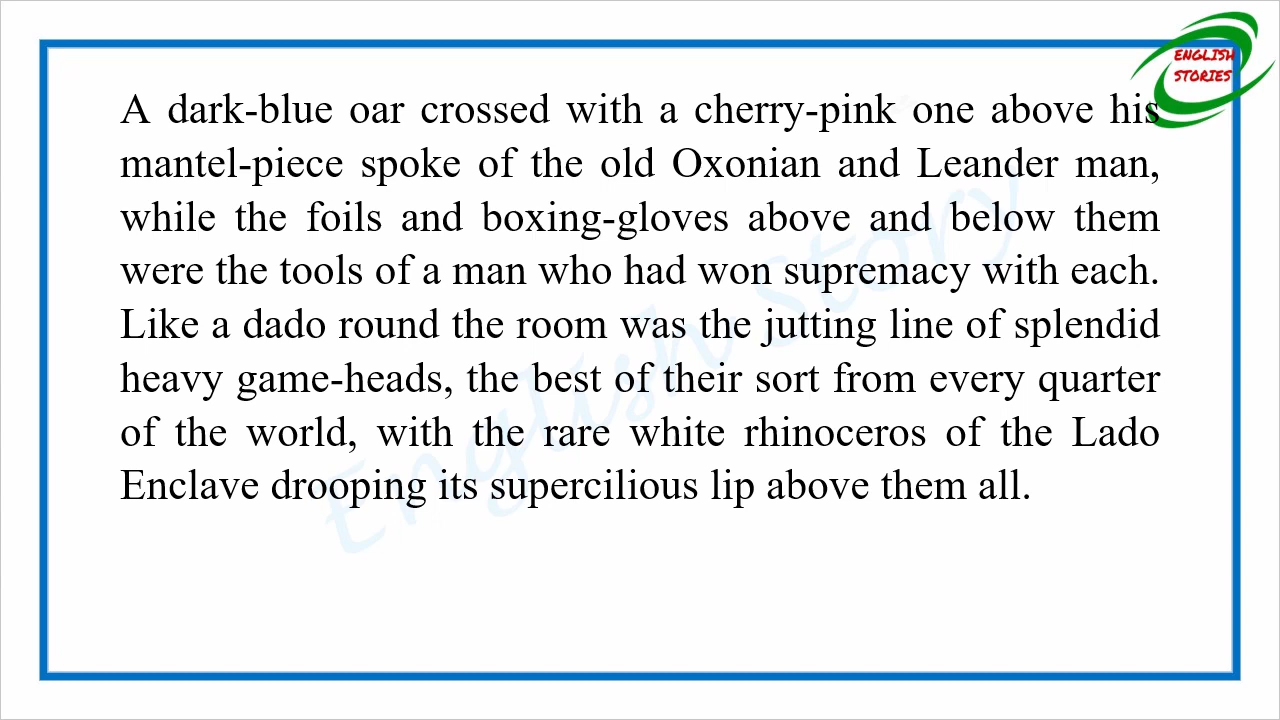 ENGLISH
STORIES
A dark-blue oar crossed with a cherry-pink one above his
mantel-piece spoke of the old Oxonian and Leander man,
while the foils and boxing-gloves above and below them
were the tools of a man who had won supremacy with each.
Like a dado round the room was the jutting line of splendid
heavy game-heads, the best of their sort from every quarter
of the world, with the rare white rhinoceros of the Lado
Enclave drooping its supercilious lip above them all.
English Story